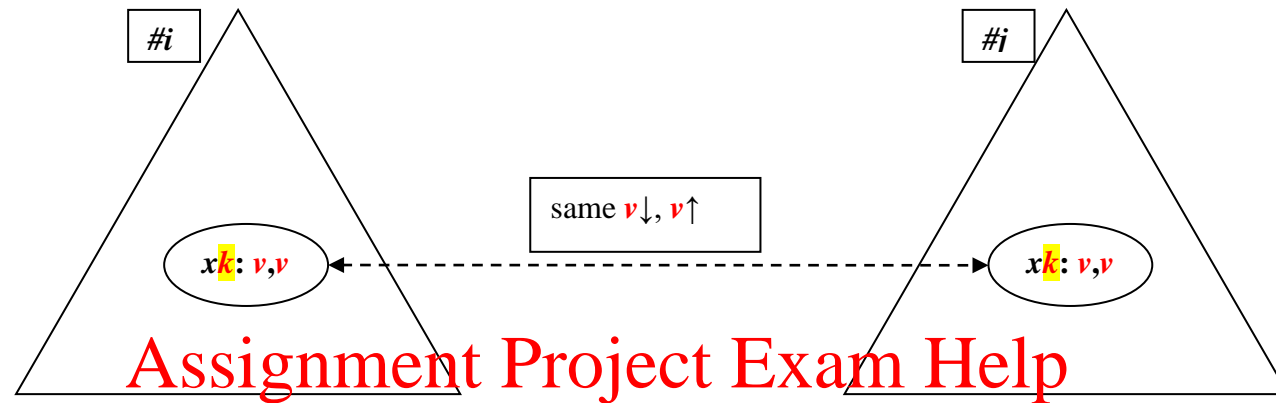 #i #j
same v↓, v↑
xk: v,v xk: v,v
Assignment Project Exam Help